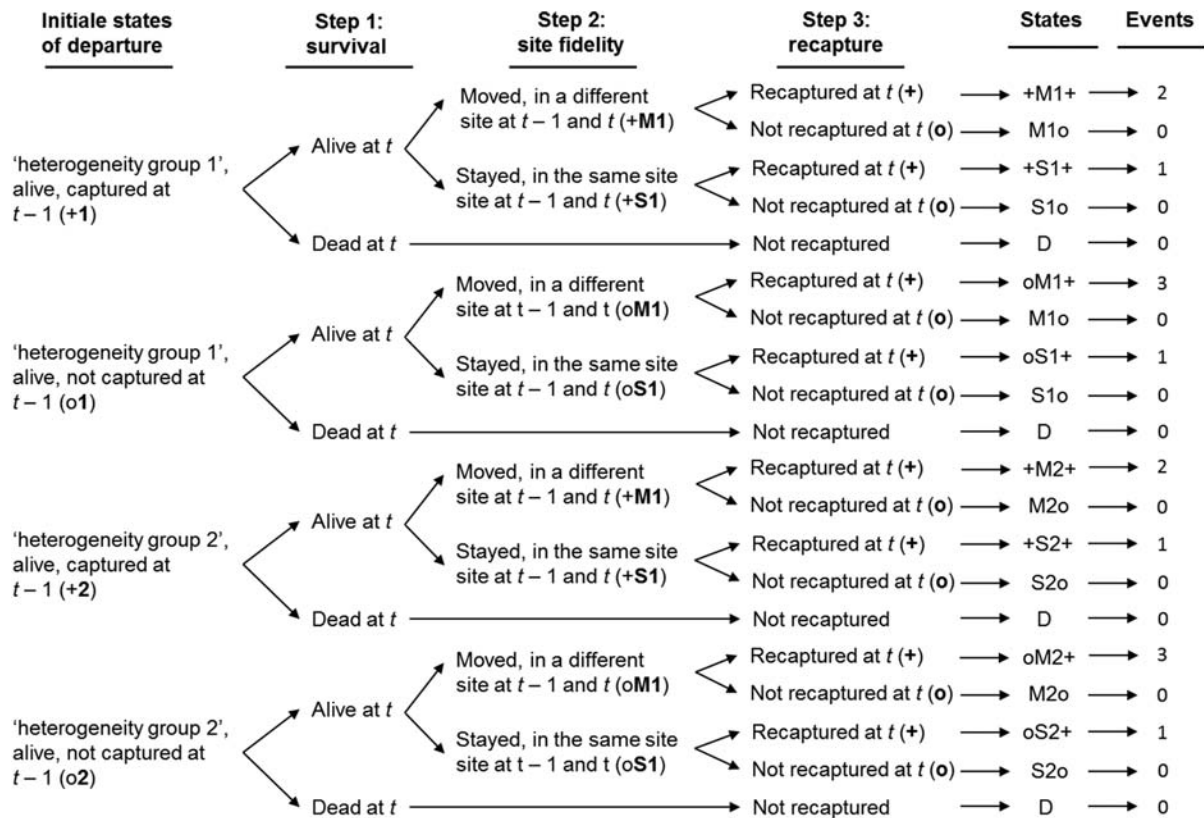 Initiale states of departure
Step 1: survival
Step 2: site fidelity
Step 3: recapture
States
Events
'heterogeneity group 1', alive, captured at t – 1 (+1)
Alive at t
Moved, in a different site at t – 1 and t (+M1)
Recaptured at t (+)
+M1+
2
Not recaptured at t (o)
M1o
0
Stayed, in the same site site at t – 1 and t (+S1)
Recaptured at t (+)
+S1+
1
Not recaptured at t (o)
S1o
0
Dead at t
Not recaptured
D
0
'heterogeneity group 1', alive, not captured at t – 1 (o1)
Alive at t
Moved, in a different site at t – 1 and t (oM1)
Recaptured at t (+)
oM1+
3
Not recaptured at t (o)
M1o
0
Stayed, in the same site site at t – 1 and t (oS1)
Recaptured at t (+)
oS1+
1
Not recaptured at t (o)
S1o
0
Dead at t
Not recaptured
D
0
'heterogeneity group 2', alive, captured at t – 1 (+2)
Alive at t
Moved, in a different site at t – 1 and t (+M1)
Recaptured at t (+)
+M2+
2
Not recaptured at t (o)
M2o
0
Stayed, in the same site site at t – 1 and t (+S1)
Recaptured at t (+)
+S2+
1
Not recaptured at t (o)
S2o
0
Dead at t
Not recaptured
D
0
'heterogeneity group 2', alive, not captured at t – 1 (o2)
Alive at t
Moved, in a different site at t – 1 and t (oM1)
Recaptured at t (+)
oM2+
3
Not recaptured at t (o)
M2o
0
Stayed, in the same site site at t – 1 and t (oS1)
Recaptured at t (+)
oS2+
1
Not recaptured at t (o)
S2o
0
Dead at t
Not recaptured
D
0